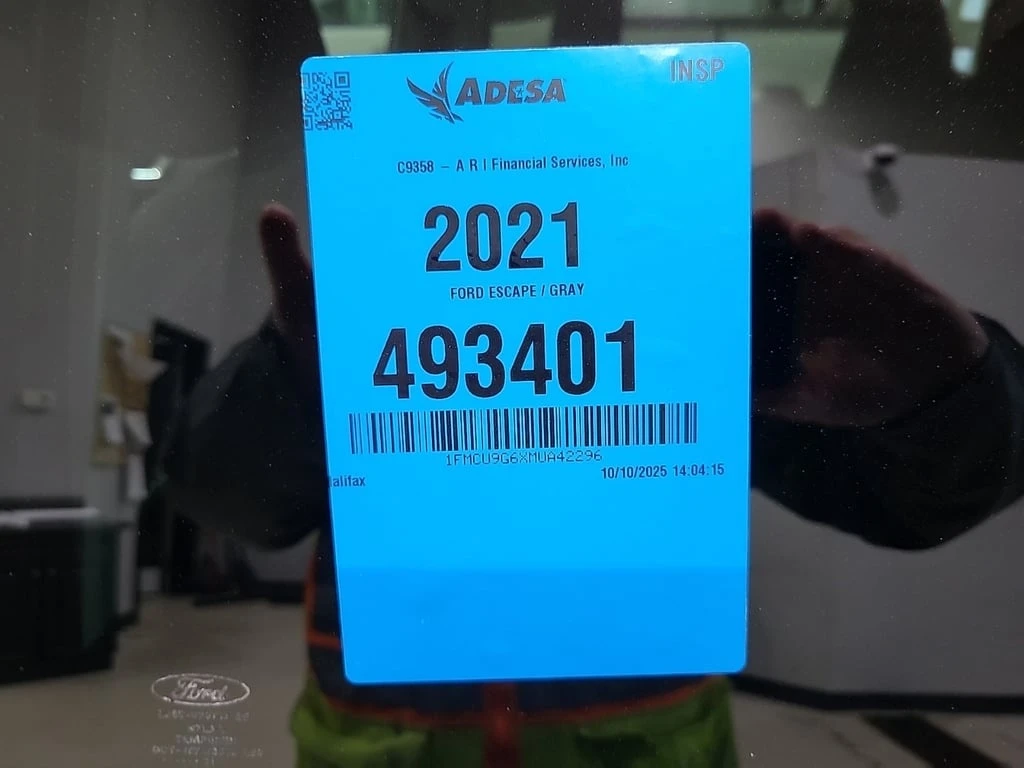 ADESA
INSP
C9358 - A R I Financial Services, Inc
2021
FORD ESCAPE / GRAY
493401
1FMCU9G6XMUA42296
alifax
10/10/2025 14:04:15
Ford